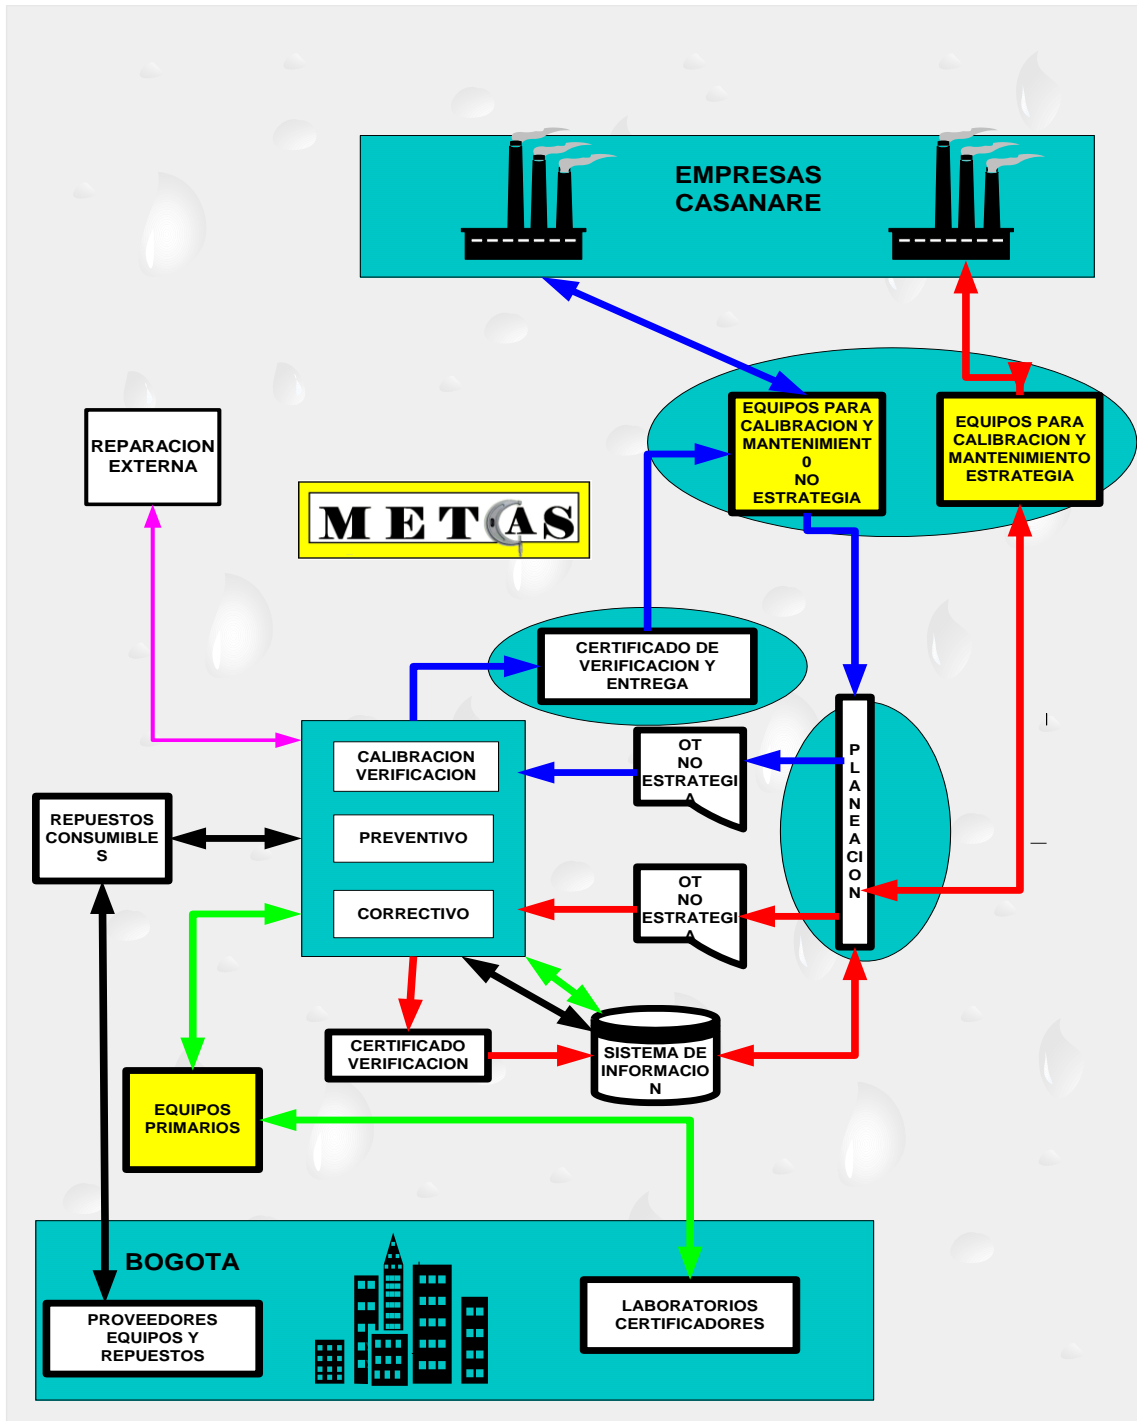 EMPRESAS
CASANARE
EQUIPOS PARA
CALIBRACION Y
MANTENIMIENT
O
NO
ESTRATEGIA
EQUIPOS PARA
CALIBRACION Y
MANTENIMIENTO
ESTRATEGIA
REPARACION
EXTERNA
METCAS
CERTIFICADO DE
VERIFICACION Y
ENTREGA
CALIBRACION
VERIFICACION
PREVENTIVO
CORRECTIVO
OT
NO
ESTRATEGI
A
OT
NO
ESTRATEGI
A
PLANEACION
REPUESTOS
CONSUMIBLE
S
CERTIFICADO
VERIFICACION
SISTEMA DE
INFORMACIO
N
EQUIPOS
PRIMARIOS
BOGOTA
PROVEEDORES
EQUIPOS Y
REPUESTOS
LABORATORIOS
CERTIFICADORES